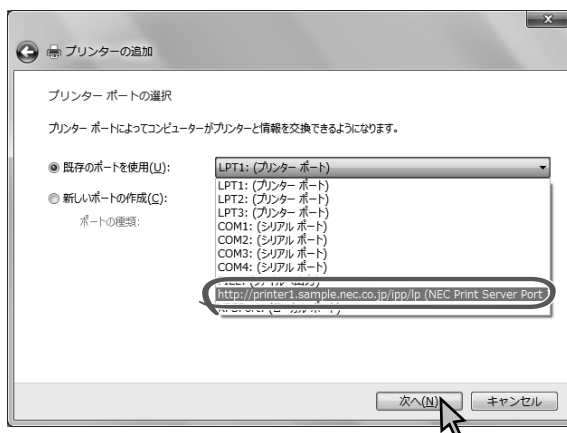 プリンターの追加
プリンター ポートの選択
プリンター ポートによってコンピューターがプリンターと情報を交換できるようになります。
既存のポートを使用(U):
LPT1: (プリンター ポート)
LPT1: (プリンター ポート)
LPT2: (プリンター ポート)
新しいポートの作成(C):
LPT3: (プリンター ポート)
COM1: (シリアル ポート)
ポートの種類:
COM2: (シリアル ポート)
COM3: (シリアル ポート)
COM4: (シリアル ポート)
http://printer1.sample.nec.co.jp/ipp/lp (NEC Print Server Port
次へ(N)
キャンセル